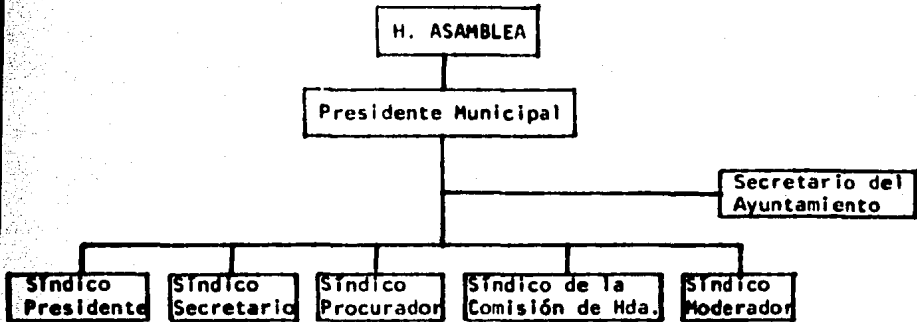 H. ASAMBLEA
Presidente Municipal
Secretario del
Ayuntamiento
Síndico
Presidente
Síndico
Secretario
Síndico
Procurador
Síndico de la
Comisión de Hda.
Síndico
Moderador